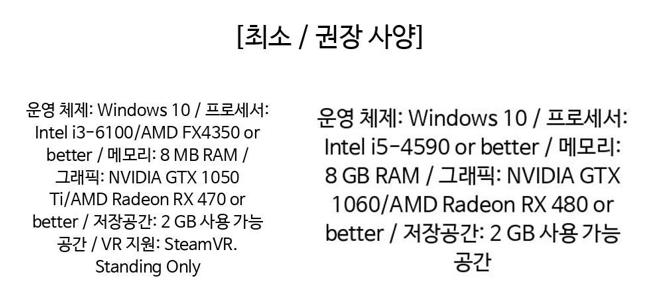 [최소 / 권장 사양]
운영 체제: Windows 10 / 프로세서:
Intel i3-6100/AMD FX4350 or
better / 메모리: 8 MB RAM /
그래픽: NVIDIA GTX 1050
Ti/AMD Radeon RX 470 or
better / 저장공간: 2 GB 사용 가능
공간 / VR 지원: SteamVR.
Standing Only
운영 체제: Windows 10 / 프로세서:
Intel i5-4590 or better / 메모리:
8 GB RAM / 그래픽: NVIDIA GTX
1060/AMD Radeon RX 480 or
better / 저장공간: 2 GB 사용 가능
공간